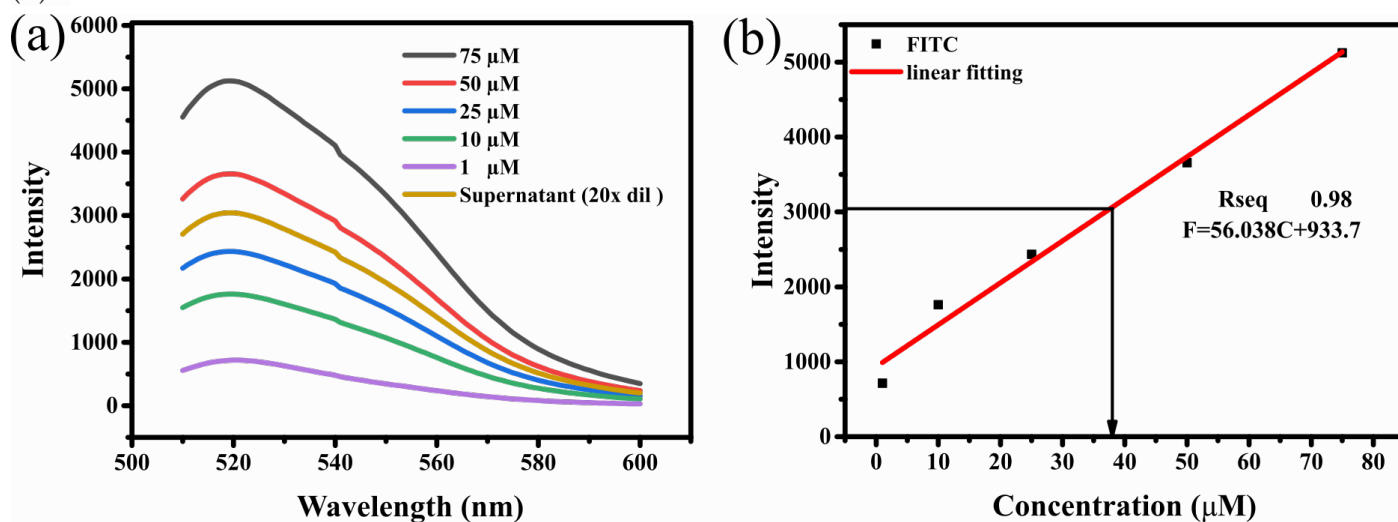 (a)
6000
5000
4000
3000
2000
1000
0
Intensity
75 µM
50 µM
25 µM
10 µM
1 µM
Supernatant (20x dil )
500 520 540 560 580 600
Wavelength (nm)
(b)
5000
4000
3000
2000
1000
0
Intensity
FITC
linear fitting
Rseq 0.98
F=56.038C+933.7
0 10 20 30 40 50 60 70 80
Concentration (µM)